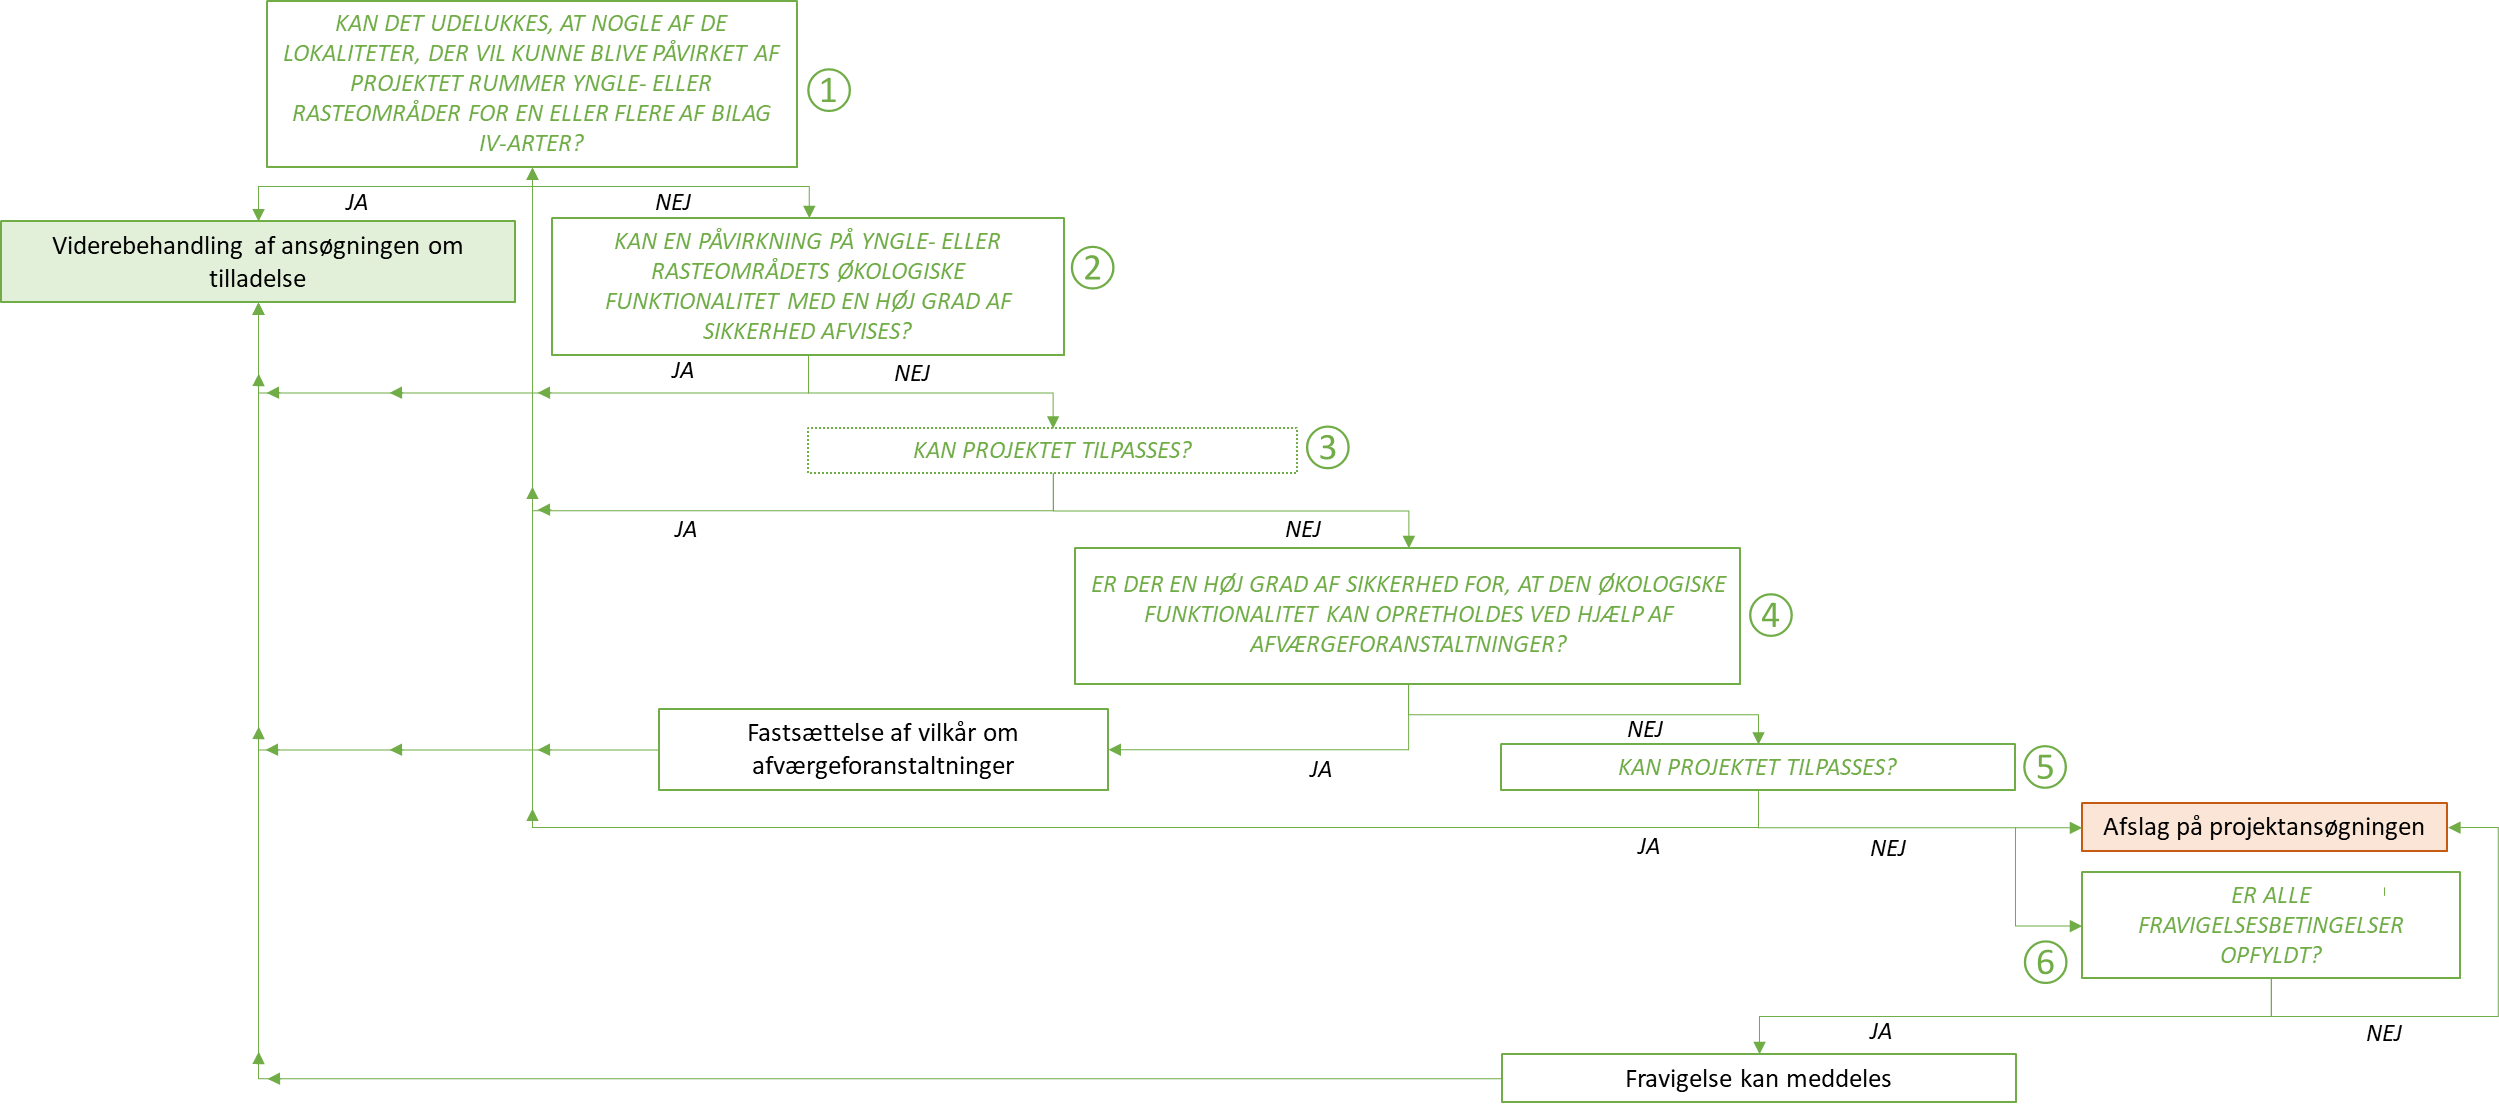 KAN DET UDELUKKES, AT NOGLE AF DE
LOKALITETER, DER VIL KUNNE BLIVE PÅVIRKET AF
PROJEKTET RUMMER YNGLE- ELLER
RASTEOMRÅDER FOR EN ELLER FLERE AF BILAG
IV-ARTER?
1
JA
NEJ
Viderebehandling af ansøgningen om
tilladelse
KAN EN PÅVIRKNING PÅ YNGLE- ELLER
RASTEOMRÅDETS ØKOLOGISKE
FUNKTIONALITET MED EN HØJ GRAD AF
SIKKERHED AFVISES?
2
JA
NEJ
KAN PROJEKTET TILPASSES?
3
JA
NEJ
ER DER EN HØJ GRAD AF SIKKERHED FOR, AT DEN ØKOLOGISKE
FUNKTIONALITET KAN OPRETHOLDES VED HJÆLP AF
AFVÆRGEFORANSTALTNINGER?
4
Fastsættelse af vilkår om
afværgeforanstaltninger
JA
NEJ
KAN PROJEKTET TILPASSES?
5
JA
NEJ
Afslag på projektansøgningen
ER ALLE
FRAVIGELSESBETINGELSER
OPFYLDT?
6
JA
NEJ
Fravigelse kan meddeles